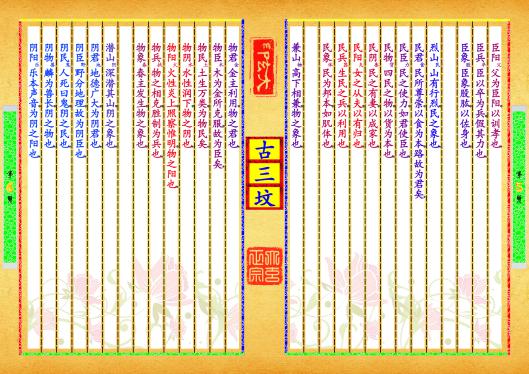 臣阳父为臣阳以训孝也
臣兵臣以卒为兵假其力也
臣象臣象股肱以佐身也
烈山火山有行烈民之象也
民君民所尊崇以食为本路故为君矣
民臣民之使力如君使臣也
民物四民之物以货为本也
民阴民之有妻以成家也
民阳女之从夫以有归也
民兵生民之兵以利用也
民象民为邦本如肌体也
兼山高下相兼物之象也
古三坟
物君金主利用物之君也
物臣木为金所克服故为臣矣
物民土生万类为物民矣
物阴水性润下物之阴也
物阳火性炎上照察惟明物之阳也
物兵物之相克胜制为兵也
物象春主发生物之象也
潜山深潜其山阴之象也
阴君地德广大为阴君也
阴臣野分地理故为阴臣也
阴民人死曰鬼阴之民也
阴物麟为兽长阴之物也
阴阳乐本声音为阴之阳也
第
5
第
6